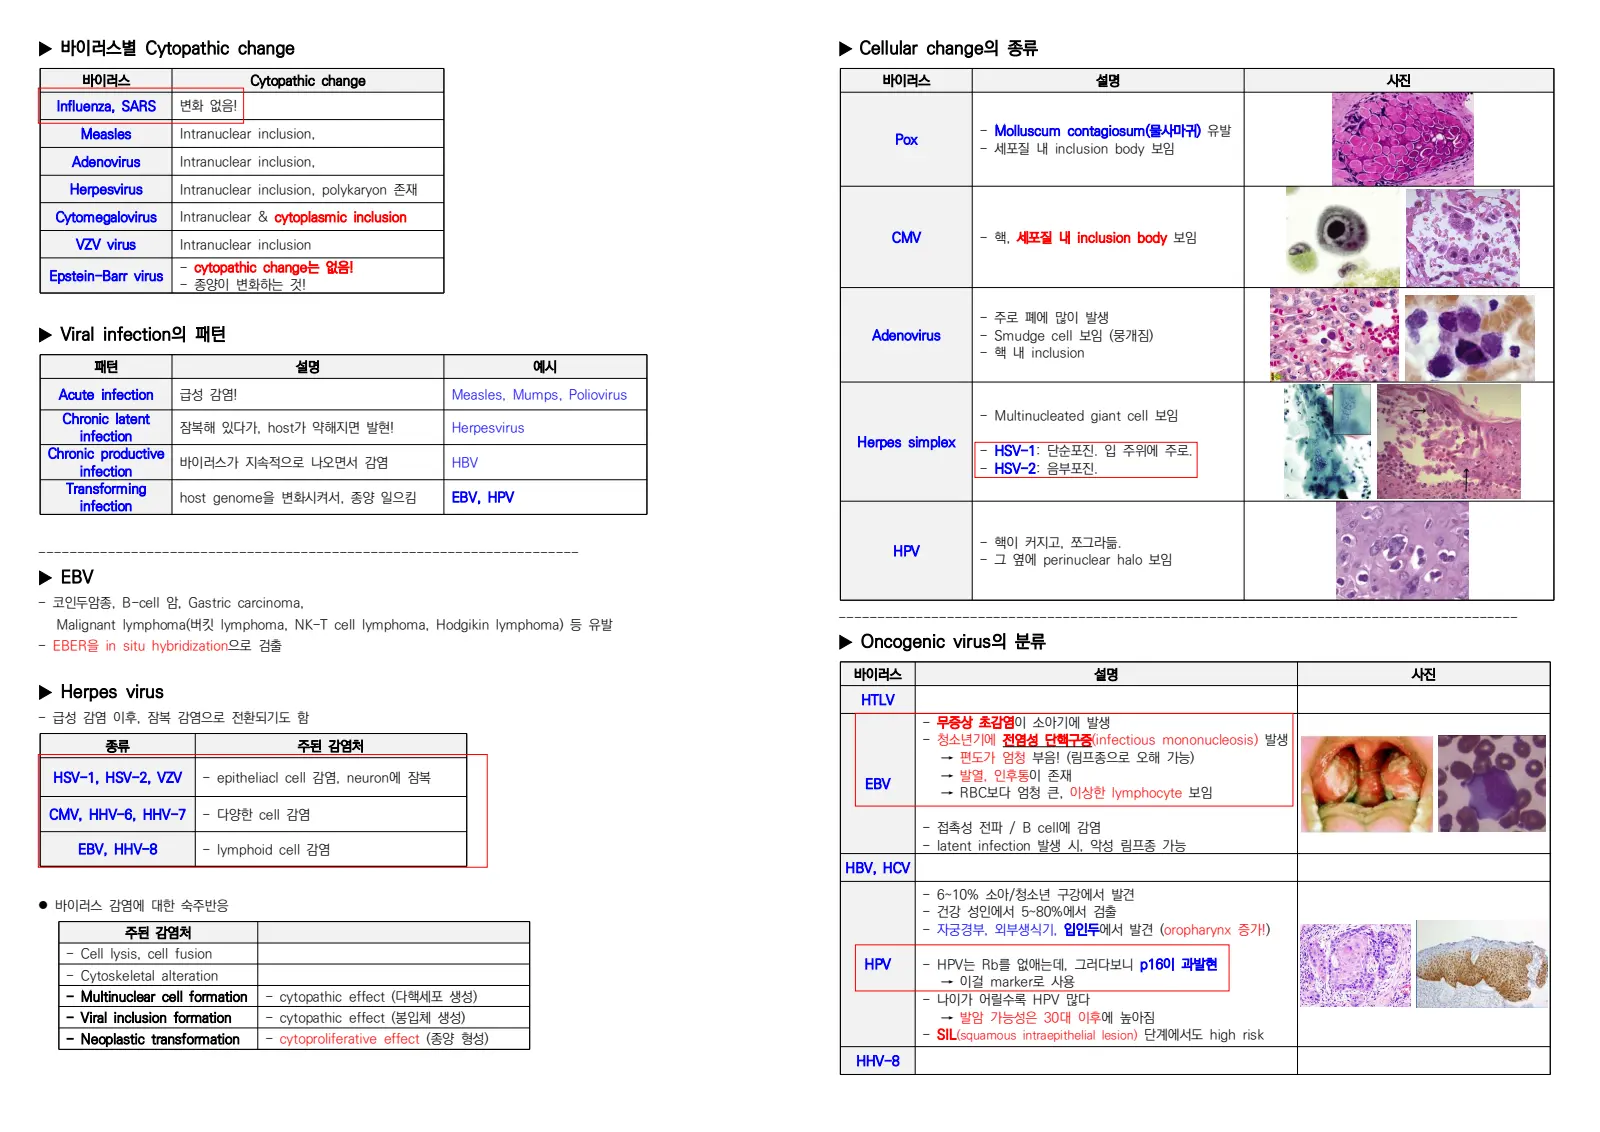 ▶ 바이러스별 Cytopathic change
바이러스 Cytopathic change
Influenza, SARS 변화 없음!
Measles Intranuclear inclusion,
Adenovirus Intranuclear inclusion,
Herpesvirus Intranuclear inclusion, polykaryon 존재
Cytomegalovirus Intranuclear & cytoplasmic inclusion
VZV virus Intranuclear inclusion
Epstein-Barr virus - cytopathic change는 없음!
- 종양이 변화하는 것!
▶ Viral infection의 패턴
패턴 설명 예시
Acute infection 급성 감염! Measles, Mumps, Poliovirus
Chronic latent
infection 잠복해 있다가, host가 약해지면 발현! Herpesvirus
Chronic productive
infection 바이러스가 지속적으로 나오면서 감염 HBV
Transforming
infection host genome을 변화시켜서, 종양 일으킴 EBV, HPV
▶ EBV
- 코인두암종, B-cell 암, Gastric carcinoma,
Malignant lymphoma(버킷 lymphoma, NK-T cell lymphoma, Hodgikin lymphoma) 등 유발
- EBER을 in situ hybridization으로 검출
▶ Herpes virus
- 급성 감염 이후, 잠복 감염으로 전환되기도 함
종류 주된 감염처
HSV-1, HSV-2, VZV - epitheliacl cell 감염, neuron에 잠복
CMV, HHV-6, HHV-7 - 다양한 cell 감염
EBV, HHV-8 - lymphoid cell 감염
● 바이러스 감염에 대한 숙주반응
주된 감염처
- Cell lysis, cell fusion
- Cytoskeletal alteration
- Multinuclear cell formation - cytopathic effect (다핵세포 생성)
- Viral inclusion formation - cytopathic effect (봉입체 생성)
- Neoplastic transformation - cytoproliferative effect (종양 형성)
▶ Cellular change의 종류
바이러스 설명 사진
Pox - Molluscum contagiosum(물사마귀) 유발
- 세포질 내 inclusion body 보임
CMV - 핵, 세포질 내 inclusion body 보임
Adenovirus - 주로 폐에 많이 발생
- Smudge cell 보임 (뭉개짐)
- 핵 내 inclusion
Herpes simplex - Multinucleated giant cell 보임
- HSV-1: 단순포진. 입 주위에 주로.
- HSV-2: 음부포진.
HPV - 핵이 커지고, 쪼그라듦.
- 그 옆에 perinuclear halo 보임
▶ Oncogenic virus의 분류
바이러스 설명 사진
HTLV
EBV - 무증상 초감염이 소아기에 발생
- 청소년기에 전염성 단핵구증(infectious mononucleosis) 발생
→ 편도가 엄청 부음! (림프종으로 오해 가능)
→ 발열, 인후통이 존재
→ RBC보다 엄청 큰, 이상한 lymphocyte 보임
- 접촉성 전파 / B cell에 감염
- latent infection 발생 시, 악성 림프종 가능
HBV, HCV
HPV - 6~10% 소아/청소년 구강에서 발견
- 건강 성인에서 5~80%에서 검출
- 자궁경부, 외부생식기, 입인두에서 발견 (oropharynx 증가!)
- HPV는 Rb를 없애는데, 그러다보니 p16이 과발현
→ 이걸 marker로 사용
- 나이가 어릴수록 HPV 많다
→ 발암 가능성은 30대 이후에 높아짐
- SIL(squamous intraepithelial lesion) 단계에서도 high risk
HHV-8